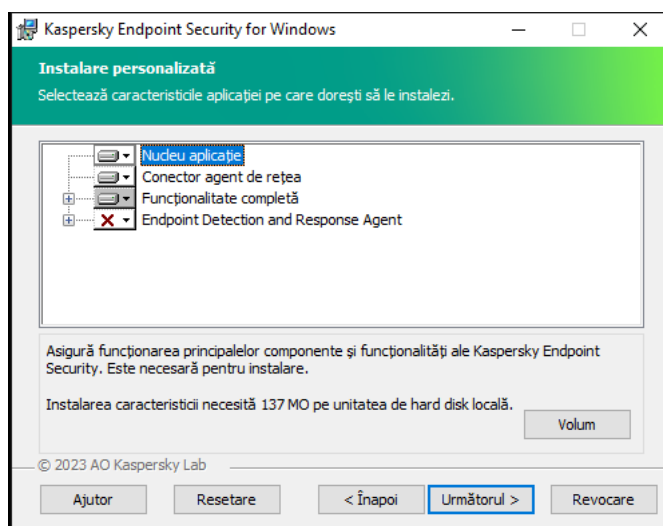 Kaspersky Endpoint Security for Windows
Instalare personalizată
Selectează caracteristicile aplicației pe care dorești să le instalezi.
Nucleu aplicație
Conector agent de rețea
Funcționalitate completă
Endpoint Detection and Response Agent
Asigură funcționarea principalelor componente și funcționalități ale Kaspersky Endpoint
Security. Este necesară pentru instalare.
Instalarea caracteristicii necesită 137 MO pe unitatea de hard disk locală.
Volum
© 2023 AO Kaspersky Lab
Ajutor
Resetare
< Înapoi
Următorul >
Revocare